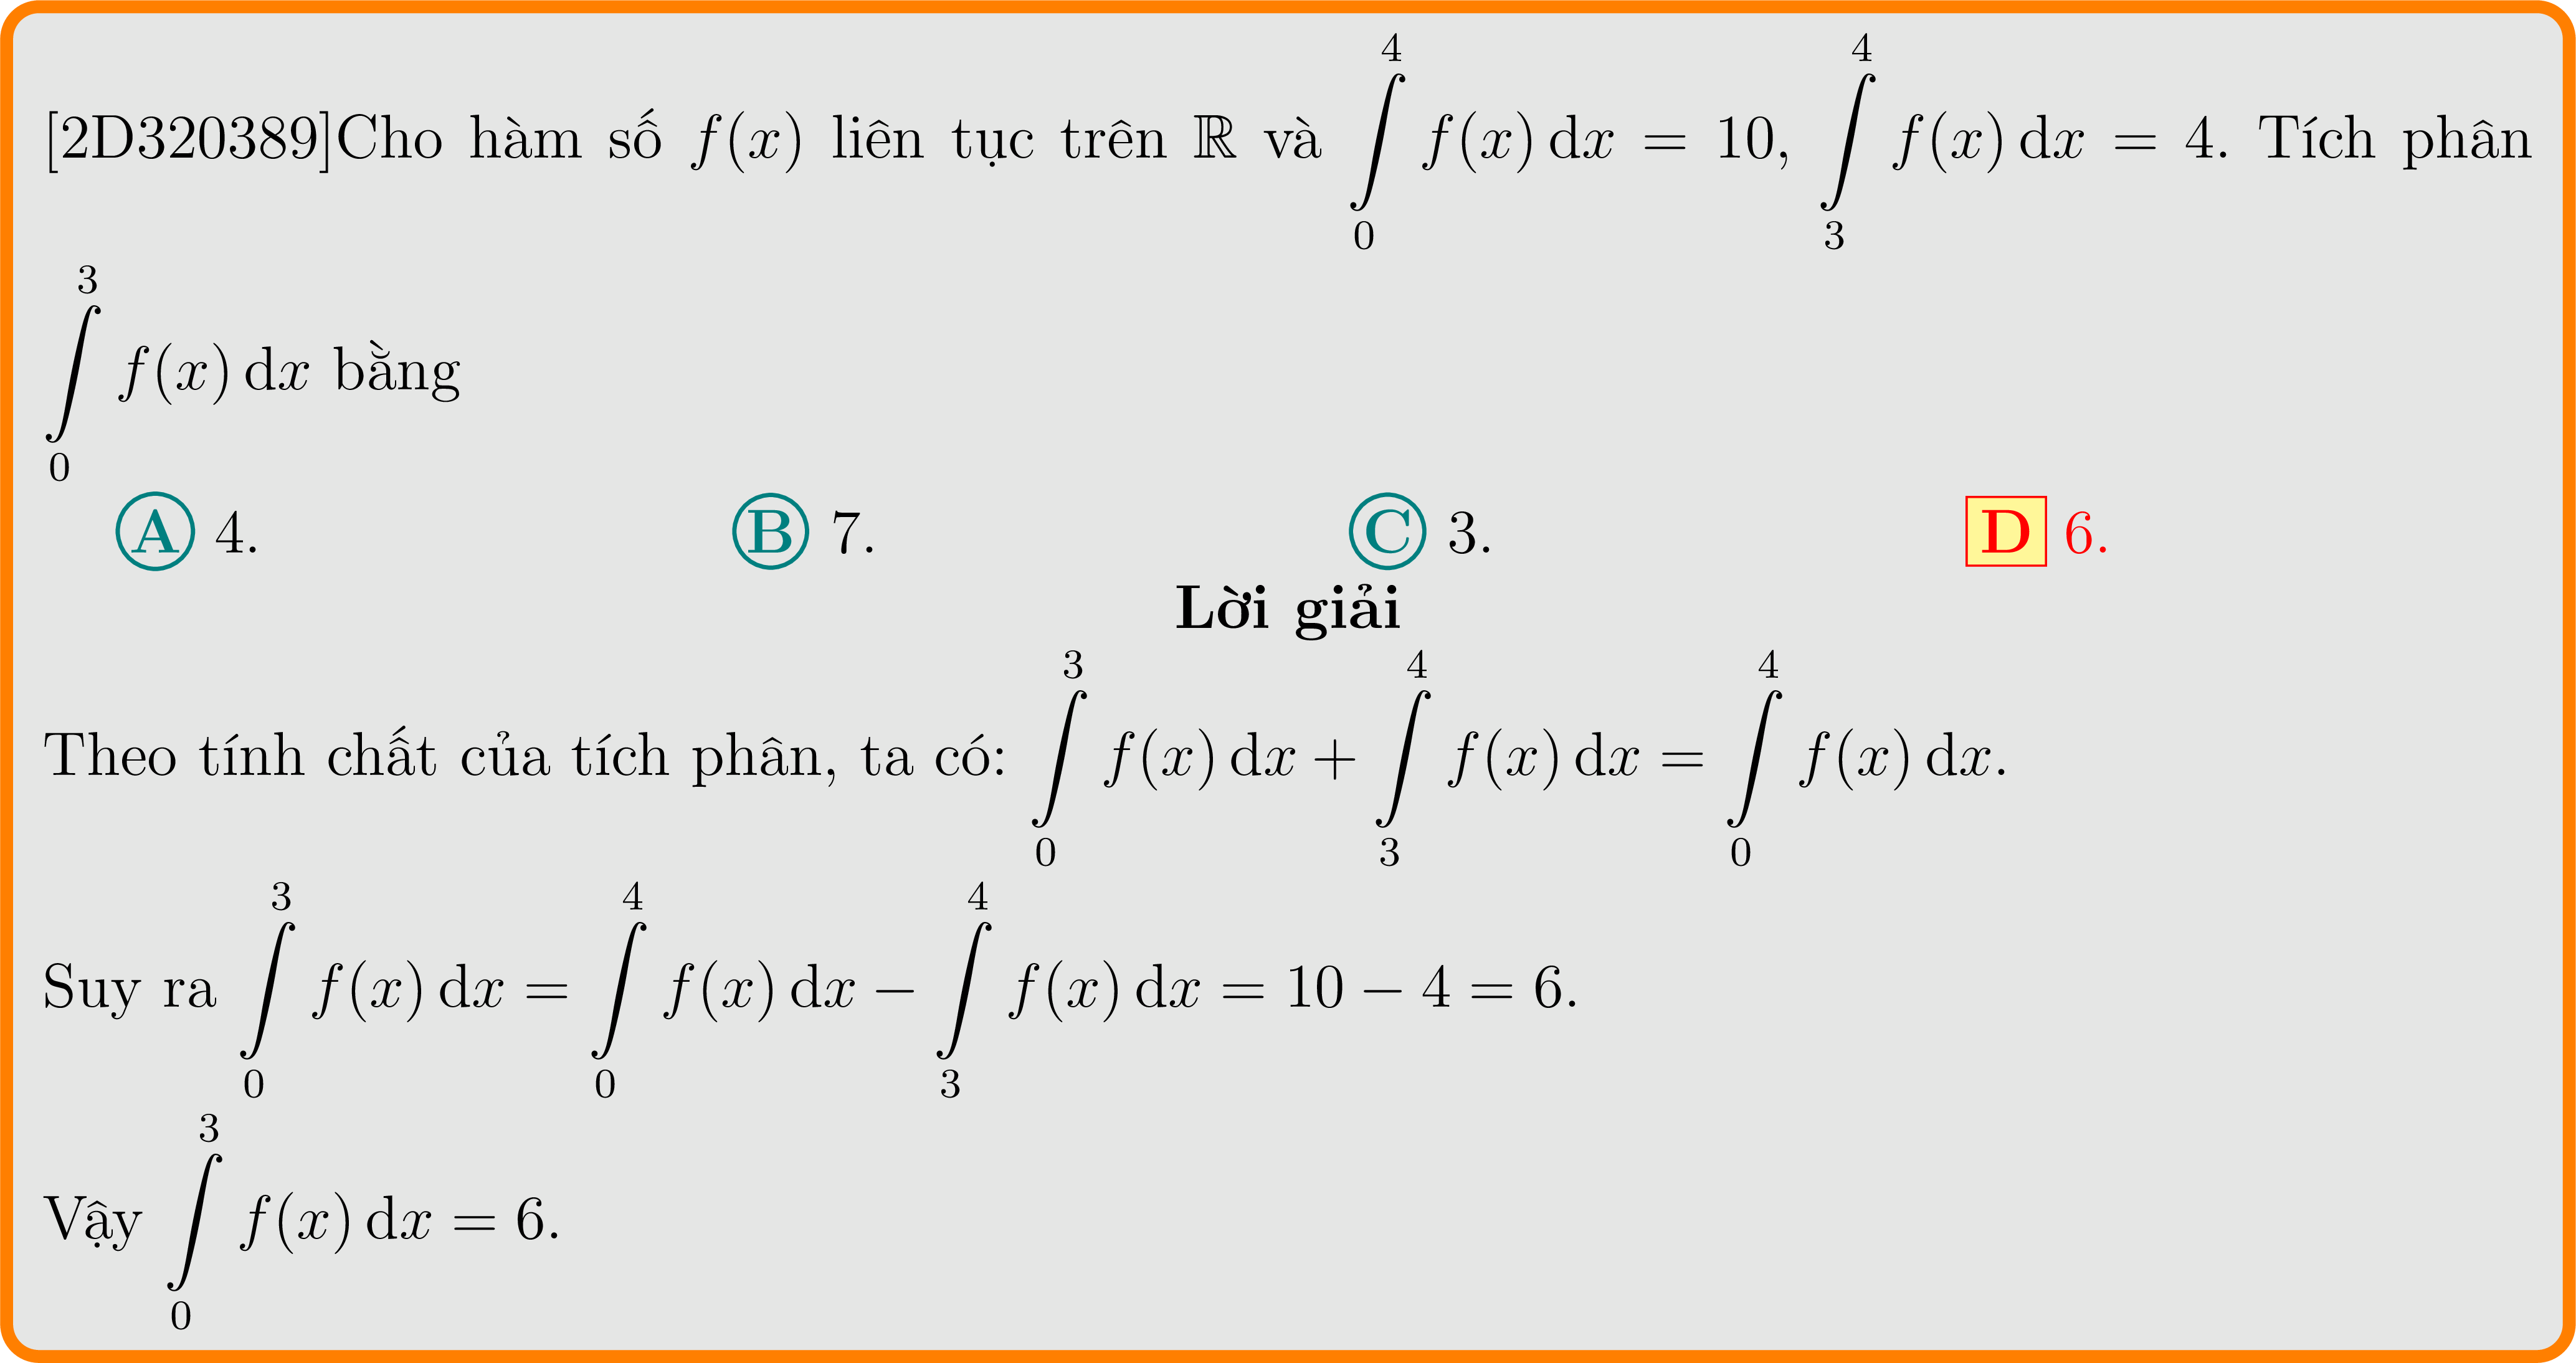 [2D320389]Cho hàm số $f(x)$ liên tục trên $\mathbb{R}$ và $\int\limits_0^4 f(x)\,\mathrm{d}x = 10$, $\int\limits_3^4 f(x)\,\mathrm{d}x = 4$. Tích phân
$\int\limits_0^3 f(x)\,\mathrm{d}x$ bằng
A 4. B 7. C 3. D 6.
Lời giải
Theo tính chất của tích phân, ta có: $\int\limits_0^3 f(x)\,\mathrm{d}x + \int\limits_3^4 f(x)\,\mathrm{d}x = \int\limits_0^4 f(x)\,\mathrm{d}x$.
Suy ra $\int\limits_0^3 f(x)\,\mathrm{d}x = \int\limits_0^4 f(x)\,\mathrm{d}x - \int\limits_3^4 f(x)\,\mathrm{d}x = 10 - 4 = 6$.
Vậy $\int\limits_0^3 f(x)\,\mathrm{d}x = 6$.